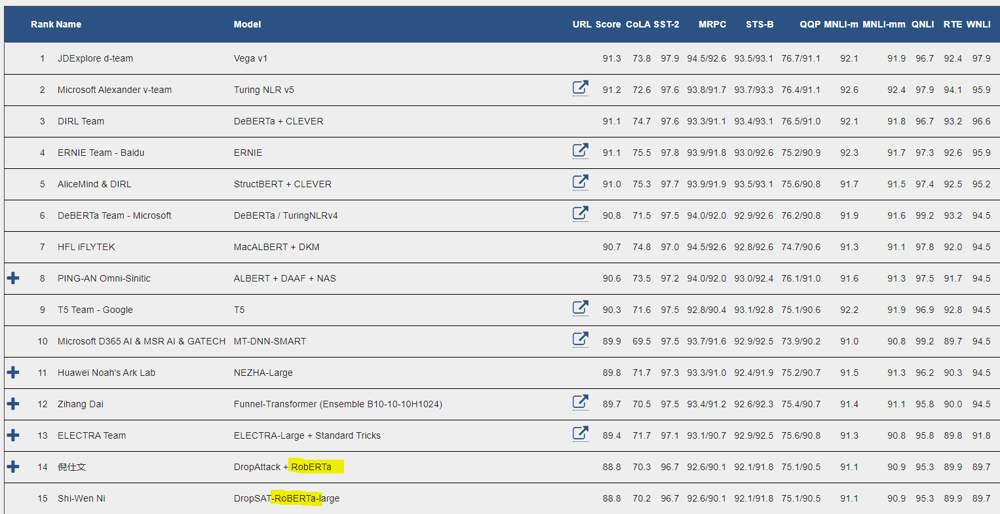 Rank Name Model URL Score CoLA SST-2 MRPC STS-B QQP MNLI-m MNLI-mm QNLI RTE WNLI
1 JDExplore d-team Vega v1 91.3 73.8 97.9 94.5/92.6 93.5/93.1 76.7/91.1 92.1 91.9 96.7 92.4 97.9
2 Microsoft Alexander v-team Turing NLR v5 91.2 72.6 97.6 93.8/91.7 93.7/93.3 76.4/91.1 92.6 92.4 97.9 94.1 95.9
3 DIRL Team DeBERTa + CLEVER 91.1 74.7 97.6 93.3/91.1 93.4/93.1 76.5/91.0 92.1 91.8 96.7 93.2 96.6
4 ERNIE Team - Baidu ERNIE 91.1 75.5 97.8 93.9/91.8 93.0/92.6 75.2/90.9 92.3 91.7 97.3 92.6 95.9
5 AliceMind & DIRL StructBERT + CLEVER 91.0 75.3 97.7 93.9/91.9 93.5/93.1 75.6/90.8 91.7 91.5 97.4 92.5 95.2
6 DeBERTa Team - Microsoft DeBERTa / TuringNLRv4 90.8 71.5 97.5 94.0/92.0 92.9/92.6 76.2/90.8 91.9 91.6 99.2 93.2 94.5
7 HFL iFLYTEK MacALBERT + DKM 90.7 74.8 97.0 94.5/92.6 92.8/92.6 74.7/90.6 91.3 91.1 97.8 92.0 94.5
8 PING-AN Omni-Sinitic ALBERT + DAAF + NAS 90.6 73.5 97.2 94.0/92.0 93.0/92.4 76.1/91.0 91.6 91.3 97.5 91.7 94.5
9 T5 Team - Google T5 90.3 71.6 97.5 92.8/90.4 93.1/92.8 75.1/90.6 92.2 91.9 96.9 92.8 94.5
10 Microsoft D365 AI & MSR AI & GATECH MT-DNN-SMART 89.9 69.5 97.5 93.7/91.6 92.9/92.5 73.9/90.2 91.0 90.8 99.2 89.7 94.5
11 Huawei Noah's Ark Lab NEZHA-Large 89.8 71.7 97.3 93.3/91.0 92.4/91.9 75.2/90.7 91.5 91.3 96.2 90.3 94.5
12 Zihang Dai Funnel-Transformer (Ensemble B10-10-10H1024) 89.7 70.5 97.5 93.4/91.2 92.6/92.3 75.4/90.7 91.4 91.1 95.8 90.0 94.5
13 ELECTRA Team ELECTRA-Large + Standard Tricks 89.4 71.7 97.1 93.1/90.7 92.9/92.5 75.6/90.8 91.3 90.8 95.8 89.8 91.8
14 倪仕文 DropAttack + RobERTa 88.8 70.3 96.7 92.6/90.1 92.1/91.8 75.1/90.5 91.1 90.9 95.3 89.9 89.7
15 Shi-Wen Ni DropSAT-RoBERTa-large 88.8 70.2 96.7 92.6/90.1 92.1/91.8 75.1/90.5 91.1 90.9 95.3 89.9 89.7